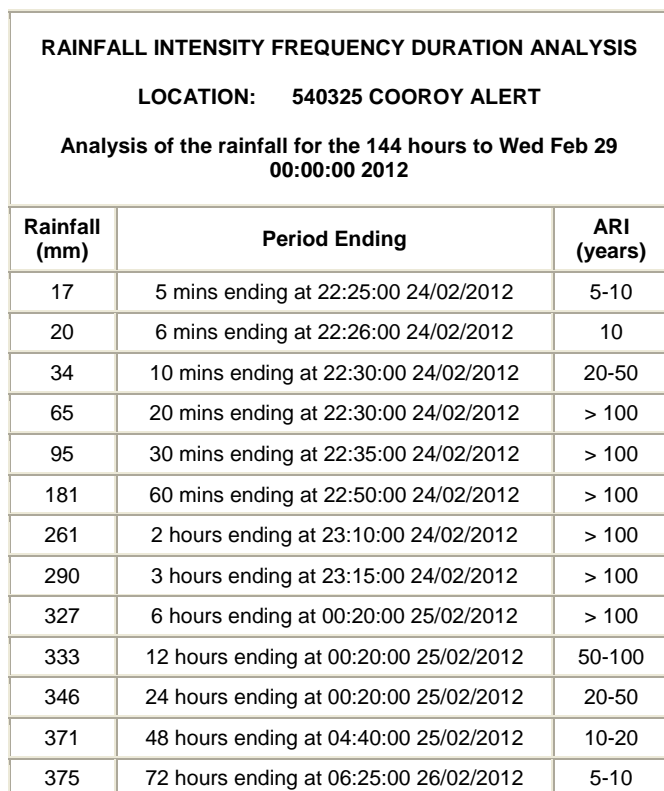 RAINFALL INTENSITY FREQUENCY DURATION ANALYSIS
LOCATION: 540325 COOROY ALERT
Analysis of the rainfall for the 144 hours to Wed Feb 29
00:00:00 2012
Rainfall (mm) Period Ending ARI (years)
17 5 mins ending at 22:25:00 24/02/2012 5-10
20 6 mins ending at 22:26:00 24/02/2012 10
34 10 mins ending at 22:30:00 24/02/2012 20-50
65 20 mins ending at 22:30:00 24/02/2012 > 100
95 30 mins ending at 22:35:00 24/02/2012 > 100
181 60 mins ending at 22:50:00 24/02/2012 > 100
261 2 hours ending at 23:10:00 24/02/2012 > 100
290 3 hours ending at 23:15:00 24/02/2012 > 100
327 6 hours ending at 00:20:00 25/02/2012 > 100
333 12 hours ending at 00:20:00 25/02/2012 50-100
346 24 hours ending at 00:20:00 25/02/2012 20-50
371 48 hours ending at 04:40:00 25/02/2012 10-20
375 72 hours ending at 06:25:00 26/02/2012 5-10